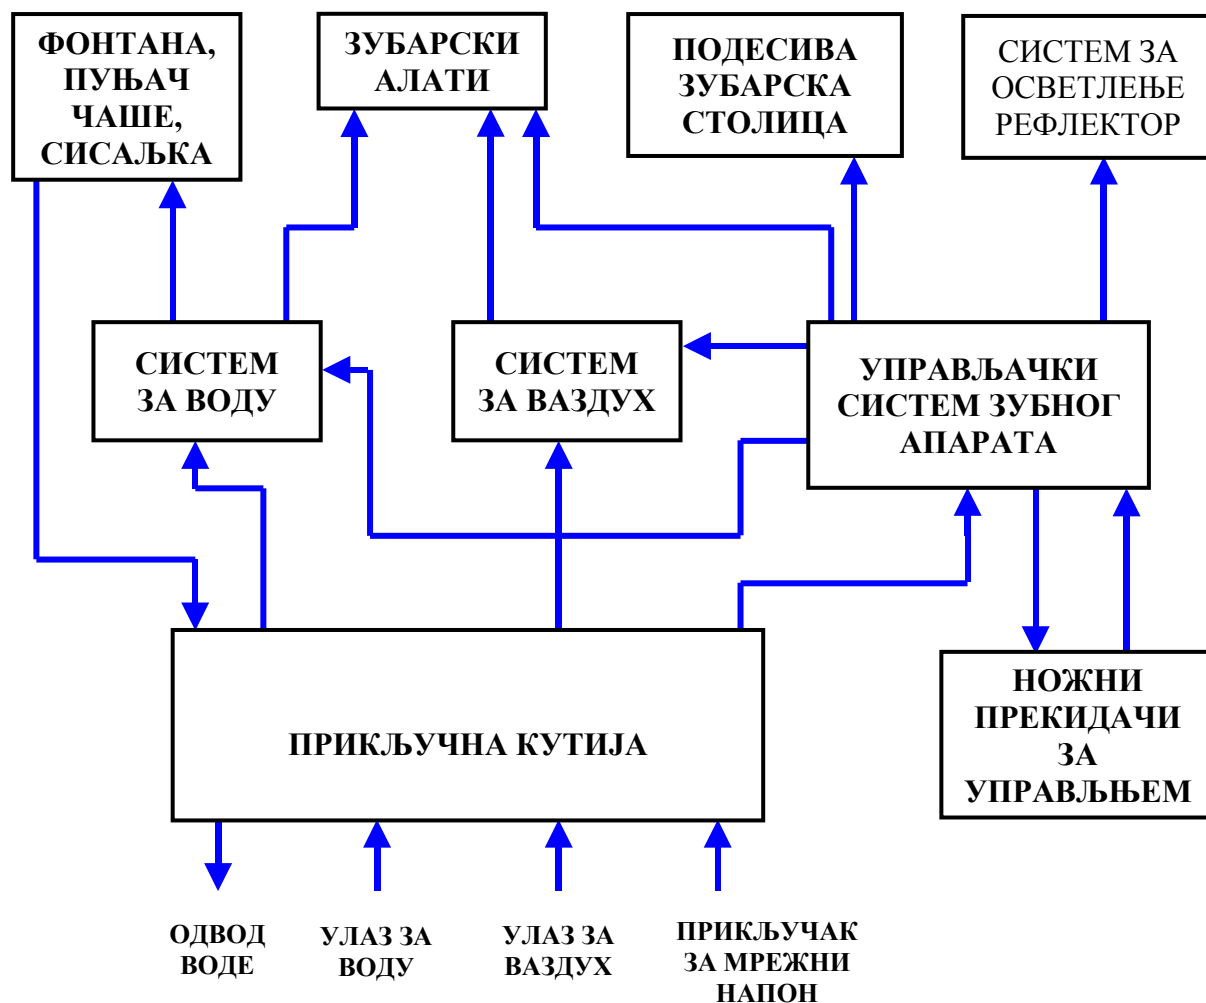 ФОНТАНА,
ПУЊАЧ
ЧАШЕ,
СИСАЉКА
ЗУБАРСКИ
АЛАТИ
ПОДЕСИВА
ЗУБАРСКА
СТОЛИЦА
СИСТЕМ ЗА
ОСВЕТЛЕЊЕ
РЕФЛЕКТОР
СИСТЕМ
ЗА ВОДУ
СИСТЕМ
ЗА ВАЗДУХ
УПРАВЉАЧКИ
СИСТЕМ ЗУБНОГ
АПАРАТА
ПРИКЉУЧНА КУТИЈА
НОЖНИ
ПРЕКИДАЧИ
ЗА
УПРАВЉЊЕМ
ОДВОД
ВОДЕ
УЛАЗ ЗА
ВОДУ
УЛАЗ ЗА
ВАЗДУХ
ПРИКЉУЧАК
ЗА МРЕЖНИ
НАПОН